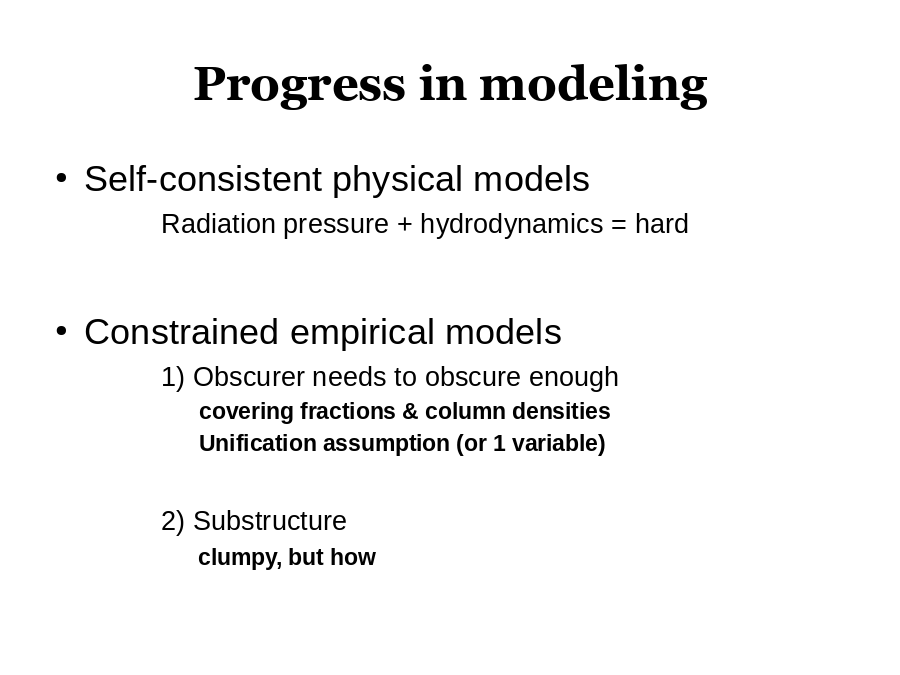 Progress in modeling
• Self-consistent physical models
Radiation pressure + hydrodynamics = hard
• Constrained empirical models
1) Obscurer needs to obscure enough
covering fractions & column densities
Unification assumption (or 1 variable)
2) Substructure
clumpy, but how